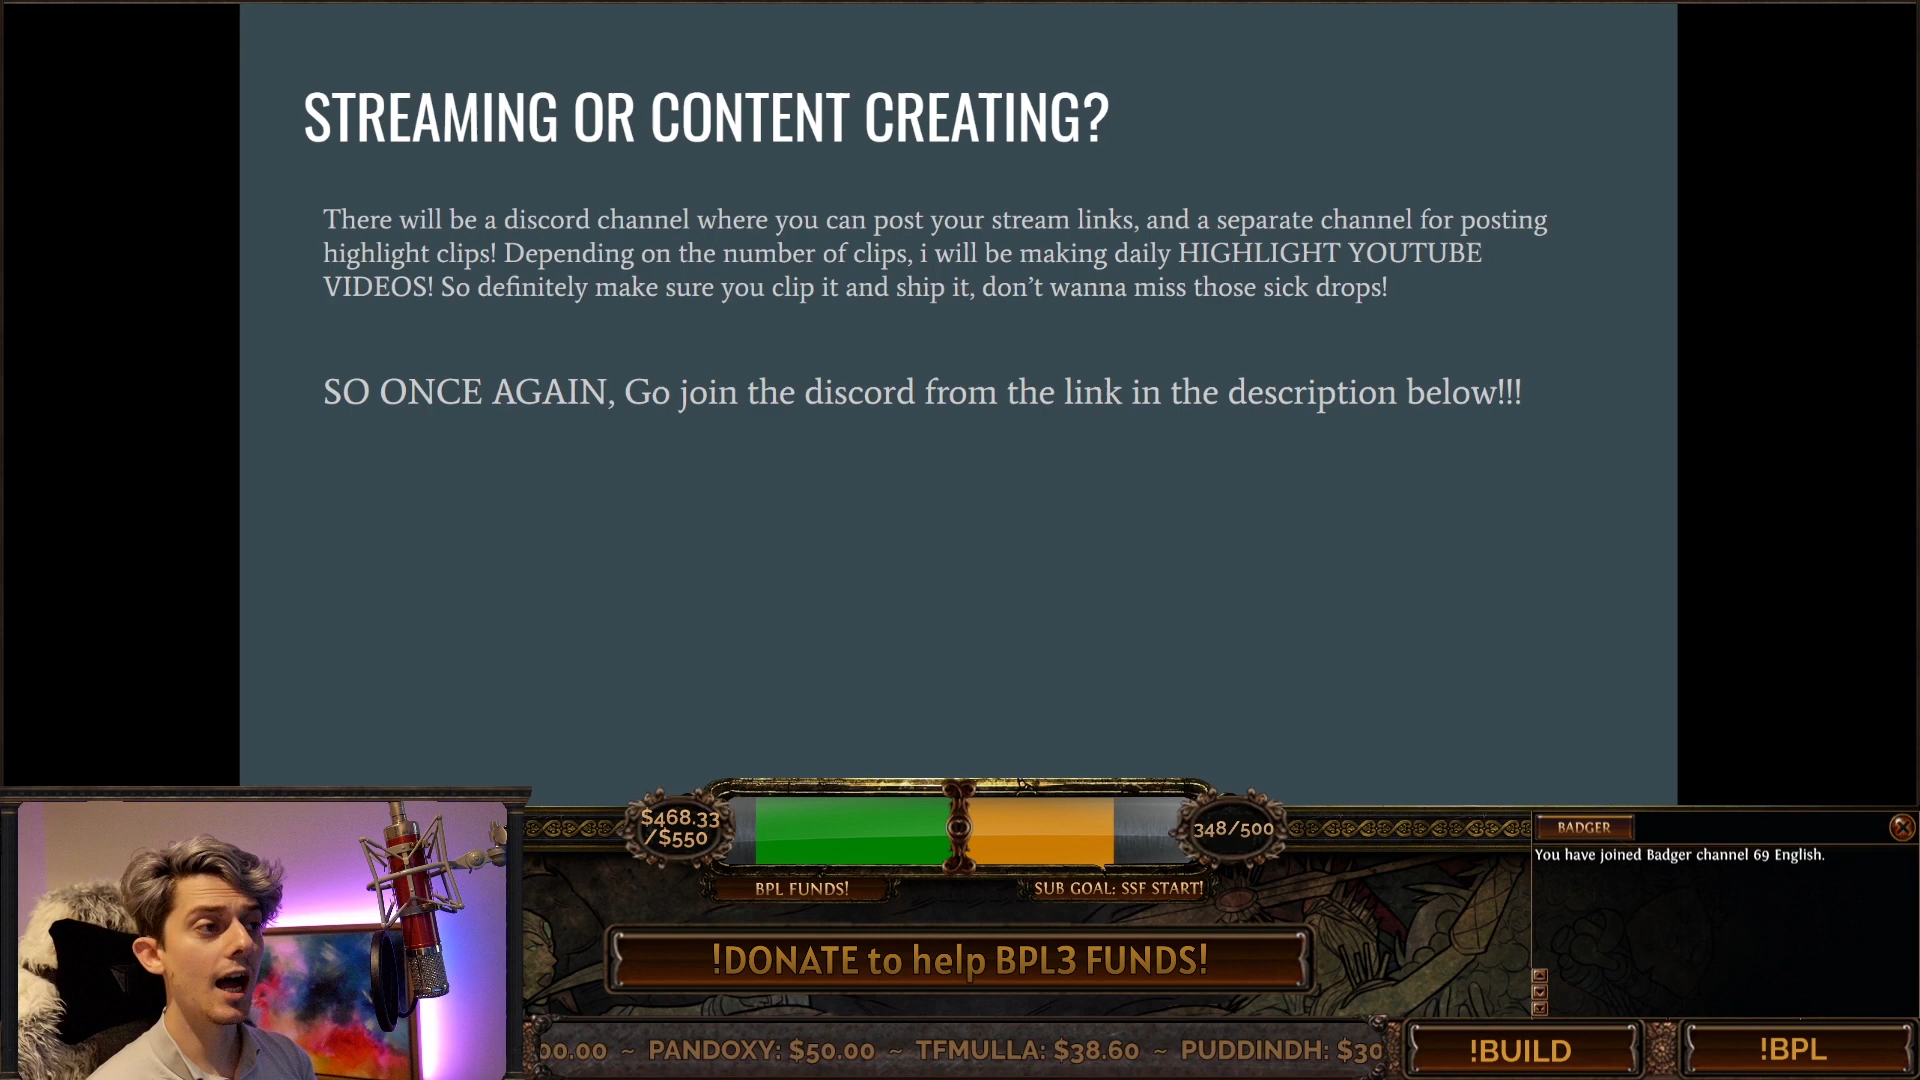 STREAMING OR CONTENT CREATING?
There will be a discord channel where you can post your stream links, and a separate channel for posting
highlight clips! Depending on the number of clips, i will be making daily HIGHLIGHT YOUTUBE
VIDEOS! So definitely make sure you clip it and ship it, don’t wanna miss those sick drops!
SO ONCE AGAIN, Go join the discord from the link in the description below!!!
$468.33
/$550
348/500
BPL FUNDS!
SUB GOAL: SSF START!
!DONATE to help BPL3 FUNDS!
00.00 ~ PANDOXY: $50.00 ~ TFMULLA: $38.60 ~ PUDDINDH: $30
BADGER
You have joined Badger channel 69 English.
!BUILD
!BPL